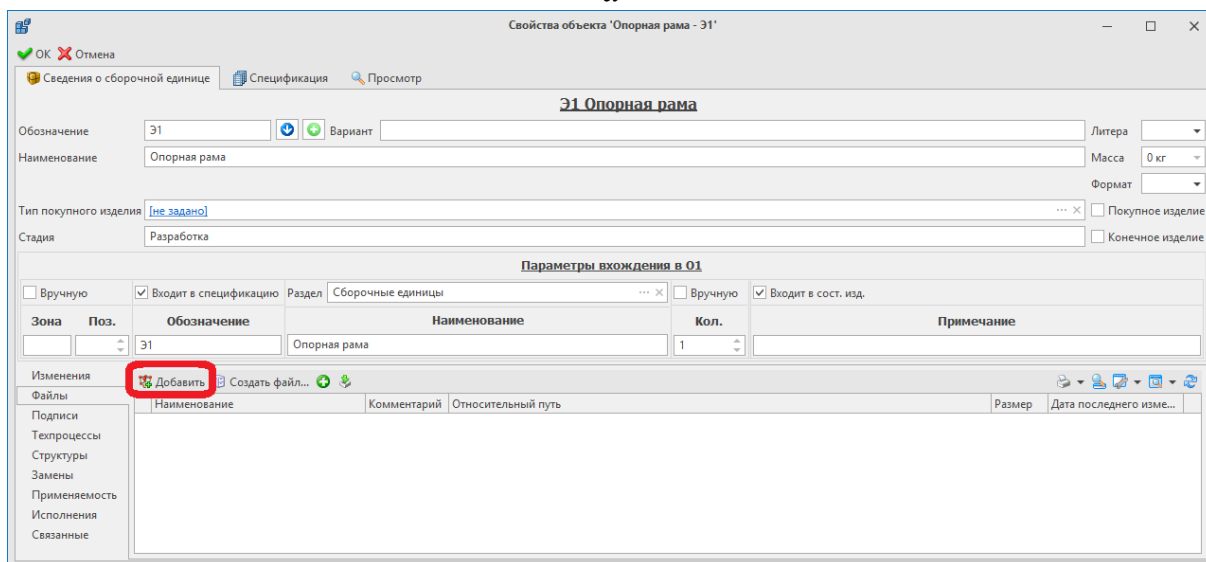 Свойства объекта 'Опорная рама - Э1'
ОК Отмена
Сведения о сборочной единице Спецификация Просмотр
Э1 Опорная рама
Обозначение Э1 Вариант Литера
Наименование Опорная рама Масса 0 кг
Формат
Тип покупного изделия [не задано] ... Покупное изделие
Стадия Разработка Конечное изделие
Параметры вхождения в О1
Вручную Входит в спецификацию Раздел Сборочные единицы ... Вручную Входит в сост. изд.
Зона Поз. Обозначение Наименование Кол. Примечание
Э1 Опорная рама 1
Изменения
Файлы
Подписи
Техпроцессы
Структуры
Замены
Применяемость
Исполнения
Связанные
Добавить Создать файл...
Наименование Комментарий Относительный путь Размер Дата последнего изме...